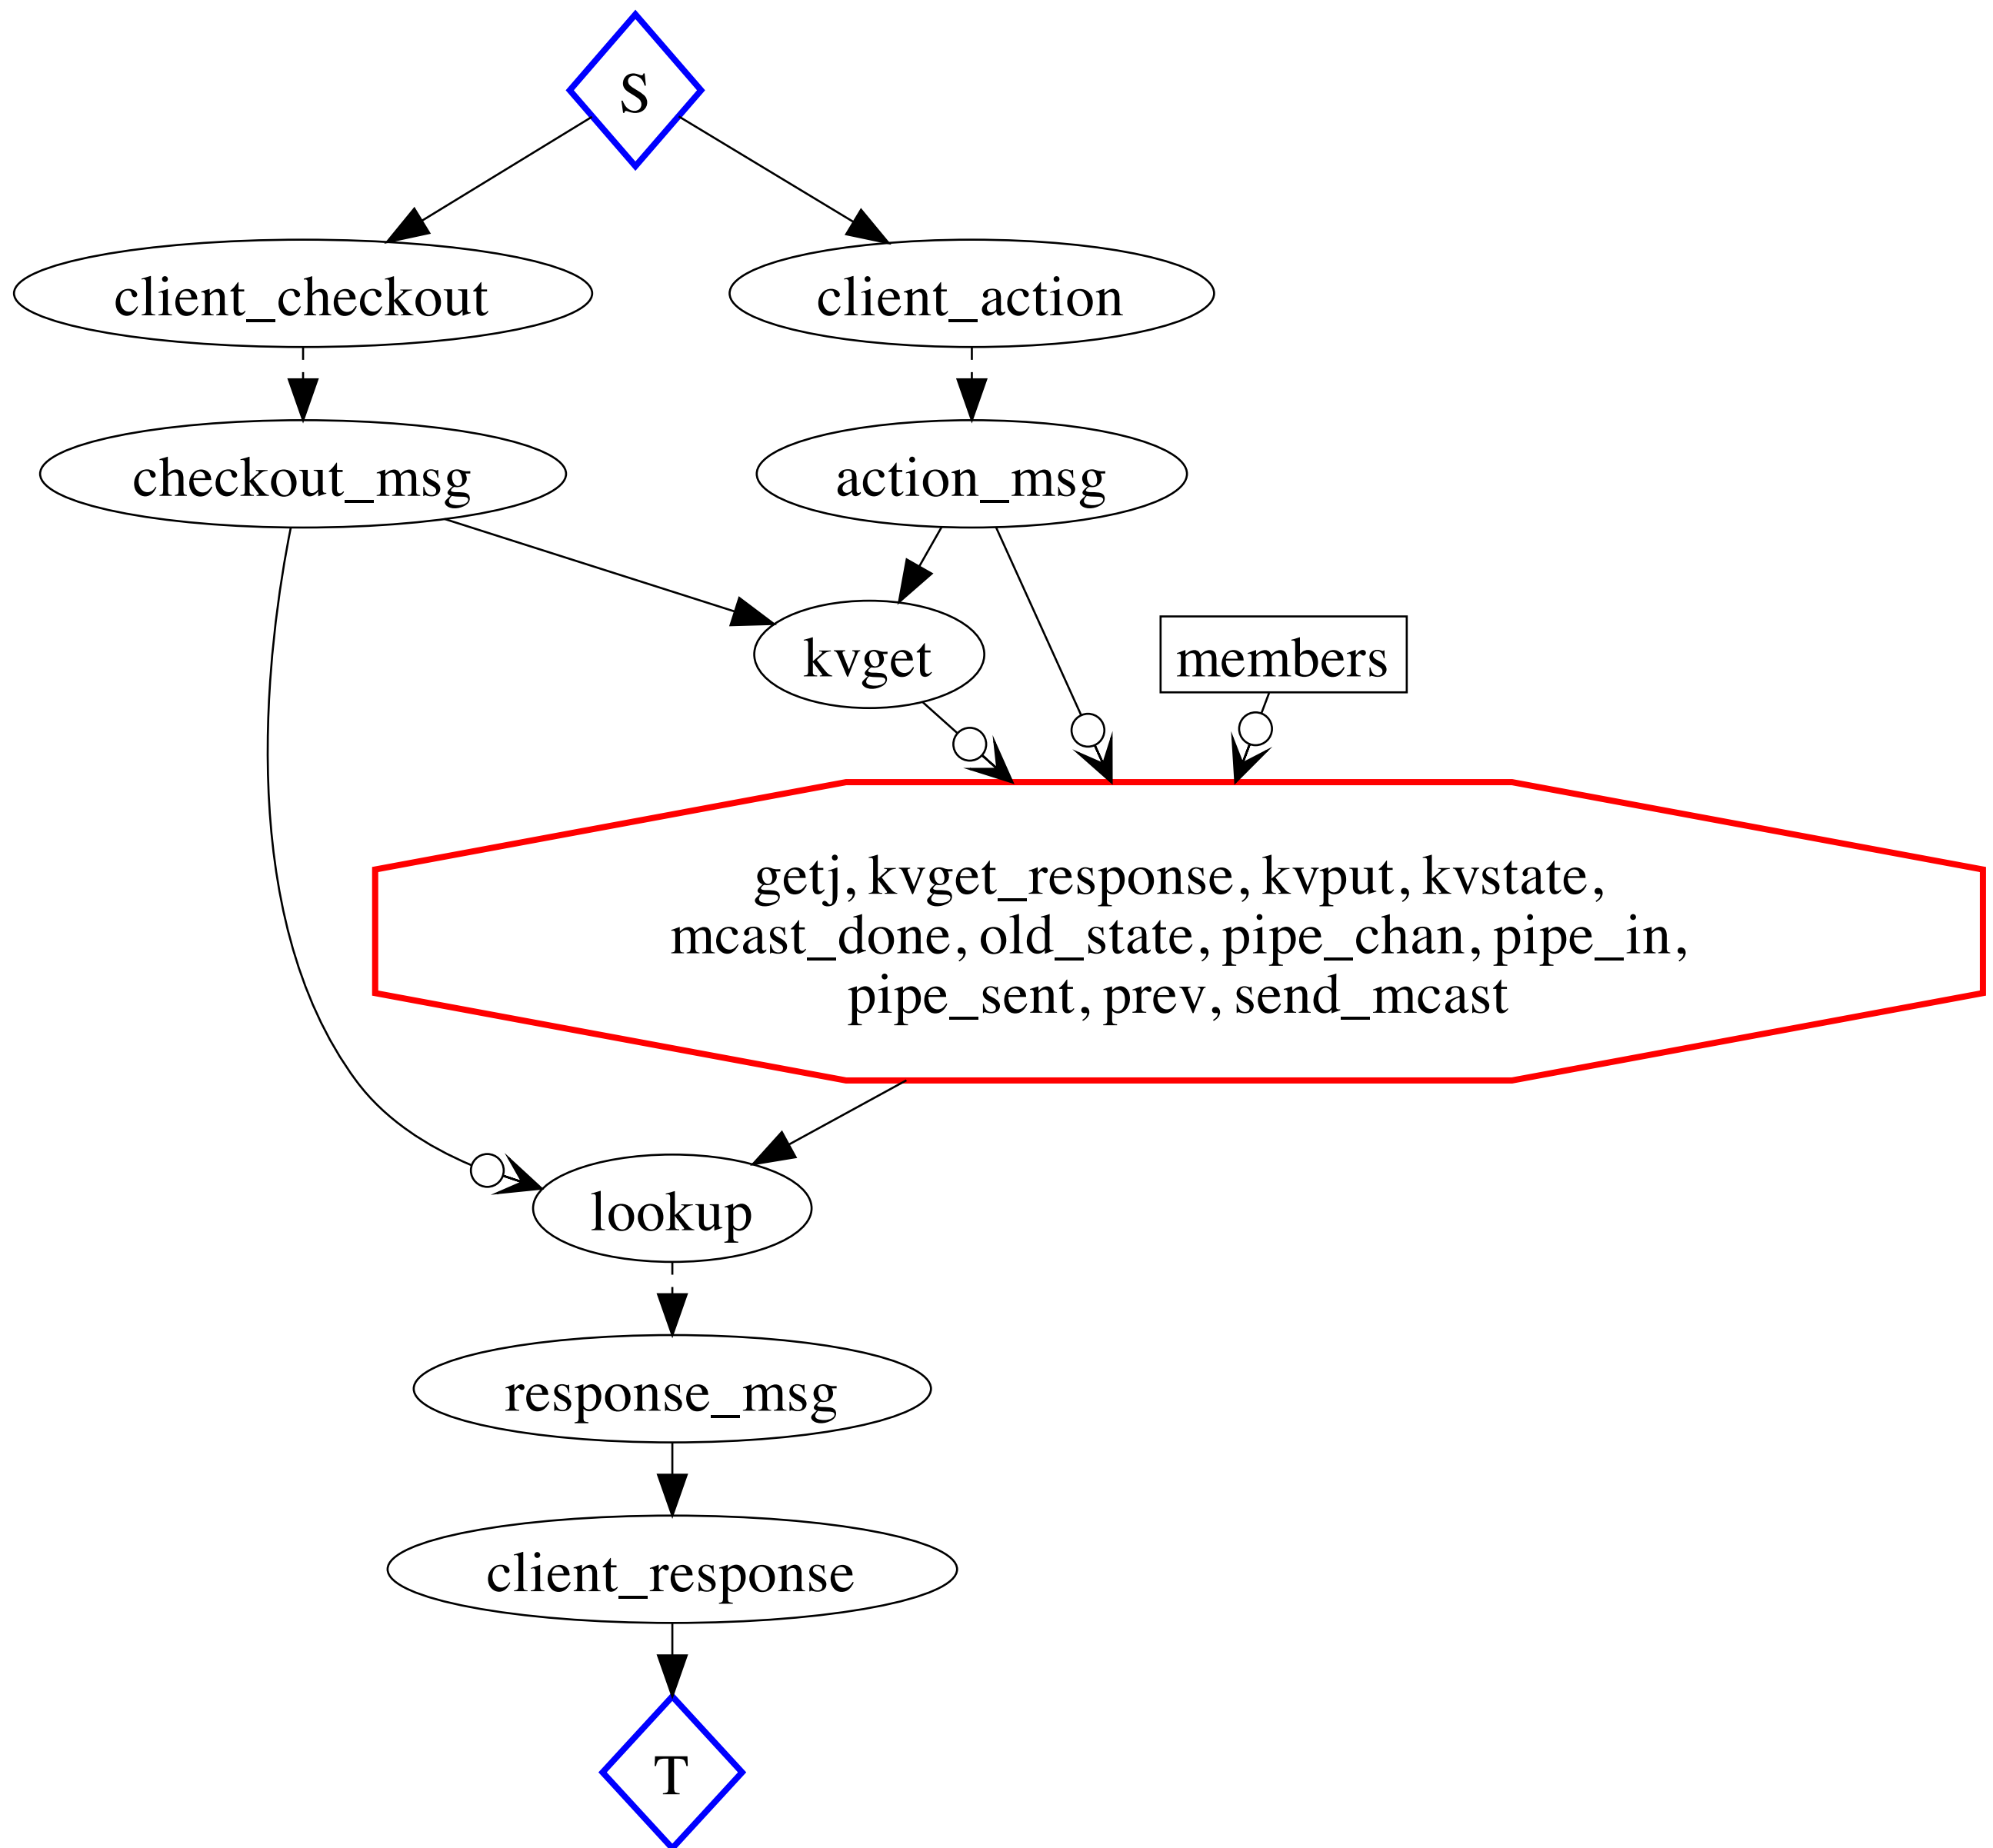 S
client_checkout
client_action
checkout_msg
action_msg
kvget
members
getj, kvget_response, kvput, kvstate,
mcast_done, old_state, pipe_chan, pipe_in,
pipe_sent, prev, send_mcast
lookup
response_msg
client_response
T